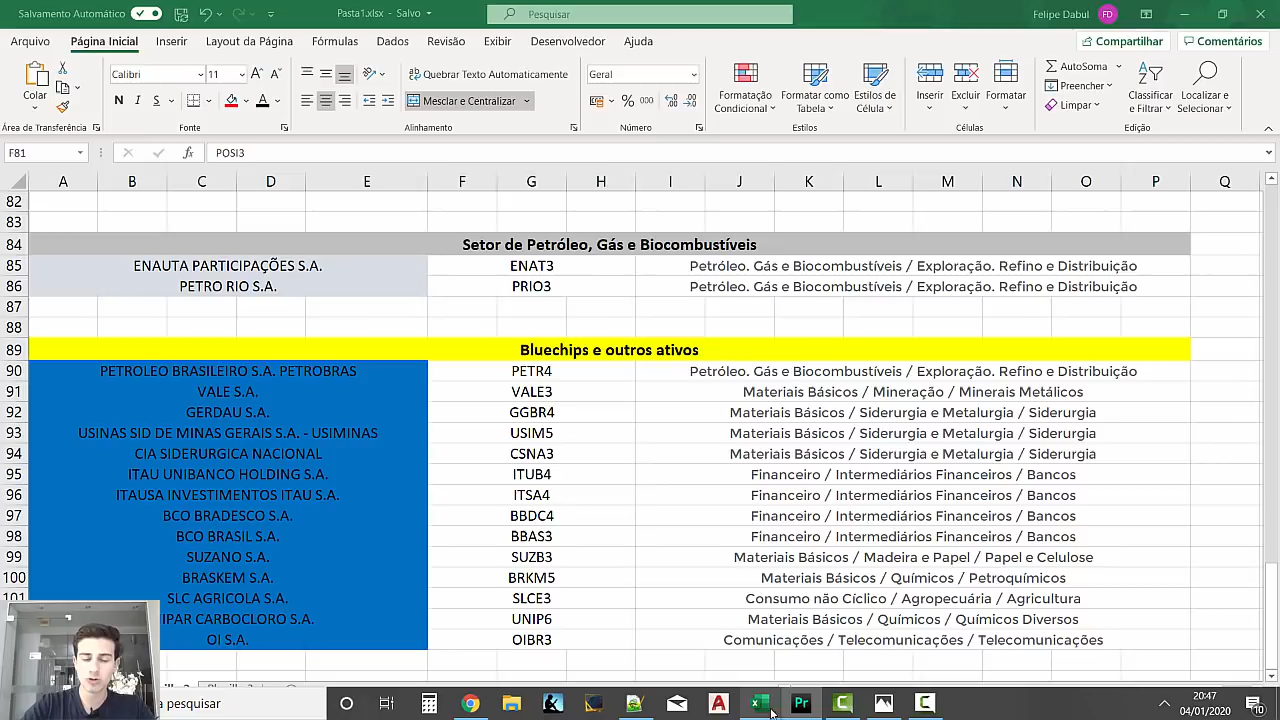 Salvamento Automático
Pasta1.xlsx - Salvo
Pesquisar
Felipe Dabul
FD
Arquivo
Página Inicial
Inserir
Layout da Página
Fórmulas
Dados
Revisão
Exibir
Desenvolvedor
Ajuda
Compartilhar
Comentários
Colar
Calibri
11
Quebrar Texto Automaticamente
Geral
Formatação Condicional
Formatar como Tabela
Estilos de Célula
Inserir
Excluir
Formatar
AutoSoma
Preencher
Limpar
Classificar e Filtrar
Localizar e Selecionar
N I S
Mesclar e Centralizar
% 000
Área de Transferência
Fonte
Alinhamento
Número
Estilos
Células
Edição
F81
fx
POSI3
A B C D E F G H I J K L M N O P Q
82
83
84 Setor de Petróleo, Gás e Biocombustíveis
85 ENAUTA PARTICIPAÇÕES S.A. ENAT3 Petróleo. Gás e Biocombustíveis / Exploração. Refino e Distribuição
86 PETRO RIO S.A. PRIO3 Petróleo. Gás e Biocombustíveis / Exploração. Refino e Distribuição
87
88
89 Bluechips e outros ativos
90 PETROLEO BRASILEIRO S.A. PETROBRAS PETR4 Petróleo. Gás e Biocombustíveis / Exploração. Refino e Distribuição
91 VALE S.A. VALE3 Materiais Básicos / Mineração / Minerais Metálicos
92 GERDAU S.A. GGBR4 Materiais Básicos / Siderurgia e Metalurgia / Siderurgia
93 USINAS SID DE MINAS GERAIS S.A. - USIMINAS USIM5 Materiais Básicos / Siderurgia e Metalurgia / Siderurgia
94 CIA SIDERURGICA NACIONAL CSNA3 Materiais Básicos / Siderurgia e Metalurgia / Siderurgia
95 ITAU UNIBANCO HOLDING S.A. ITUB4 Financeiro / Intermediários Financeiros / Bancos
96 ITAUSA INVESTIMENTOS ITAU S.A. ITSA4 Financeiro / Intermediários Financeiros / Bancos
97 BCO BRADESCO S.A. BBDC4 Financeiro / Intermediários Financeiros / Bancos
98 BCO BRASIL S.A. BBAS3 Financeiro / Intermediários Financeiros / Bancos
99 SUZANO S.A. SUZB3 Materiais Básicos / Madeira e Papel / Papel e Celulose
100 BRASKEM S.A. BRKM5 Materiais Básicos / Químicos / Petroquímicos
101 SLC AGRICOLA S.A. SLCE3 Consumo não Cíclico / Agropecuária / Agricultura
IPAR CARBOCLORO S.A. UNIP6 Materiais Básicos / Químicos / Químicos Diversos
OI S.A. OIBR3 Comunicações / Telecomunicações / Telecomunicações
a pesquisar
Pr
20:47
04/01/2020
10